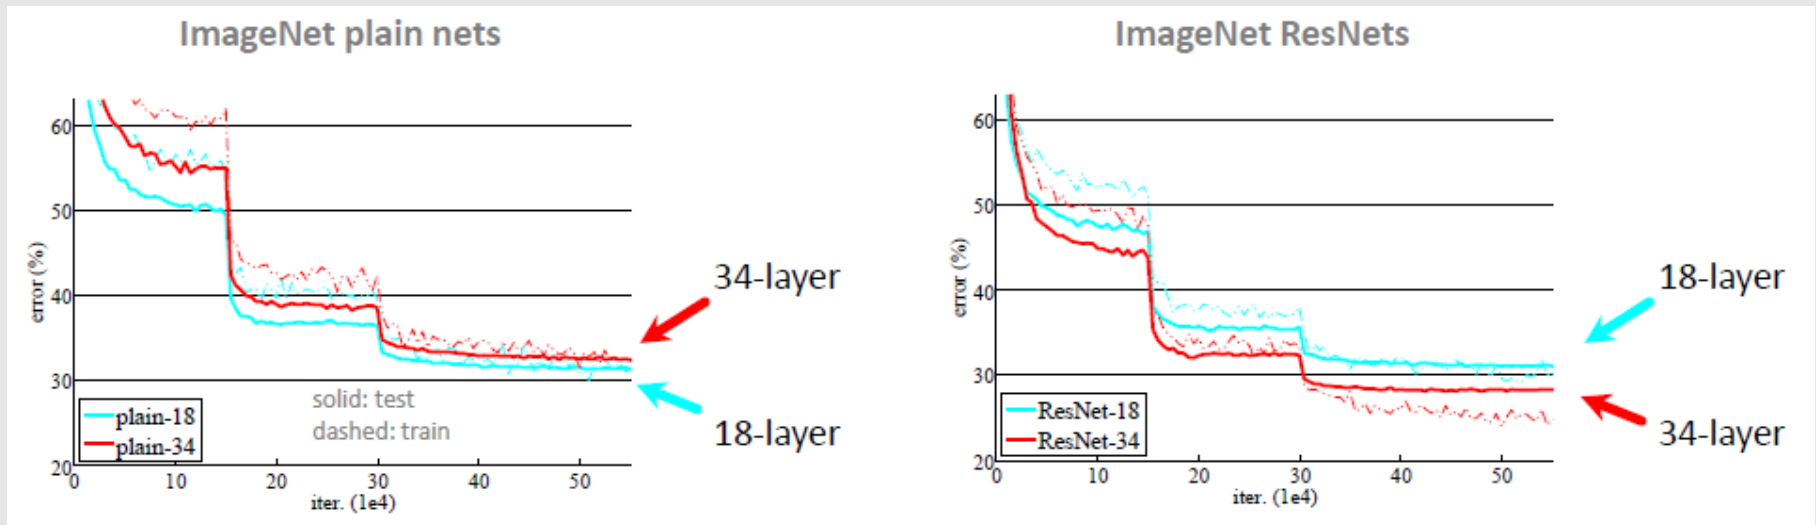 ImageNet plain nets
60
50
40
30
20
error (%)
0
10
20
30
40
50
iter. (1e4)
plain-18
plain-34
solid: test
dashed: train
34-layer
18-layer
ImageNet ResNets
60
50
40
30
20
error (%)
0
10
20
30
40
50
iter. (1e4)
ResNet-18
ResNet-34
18-layer
34-layer